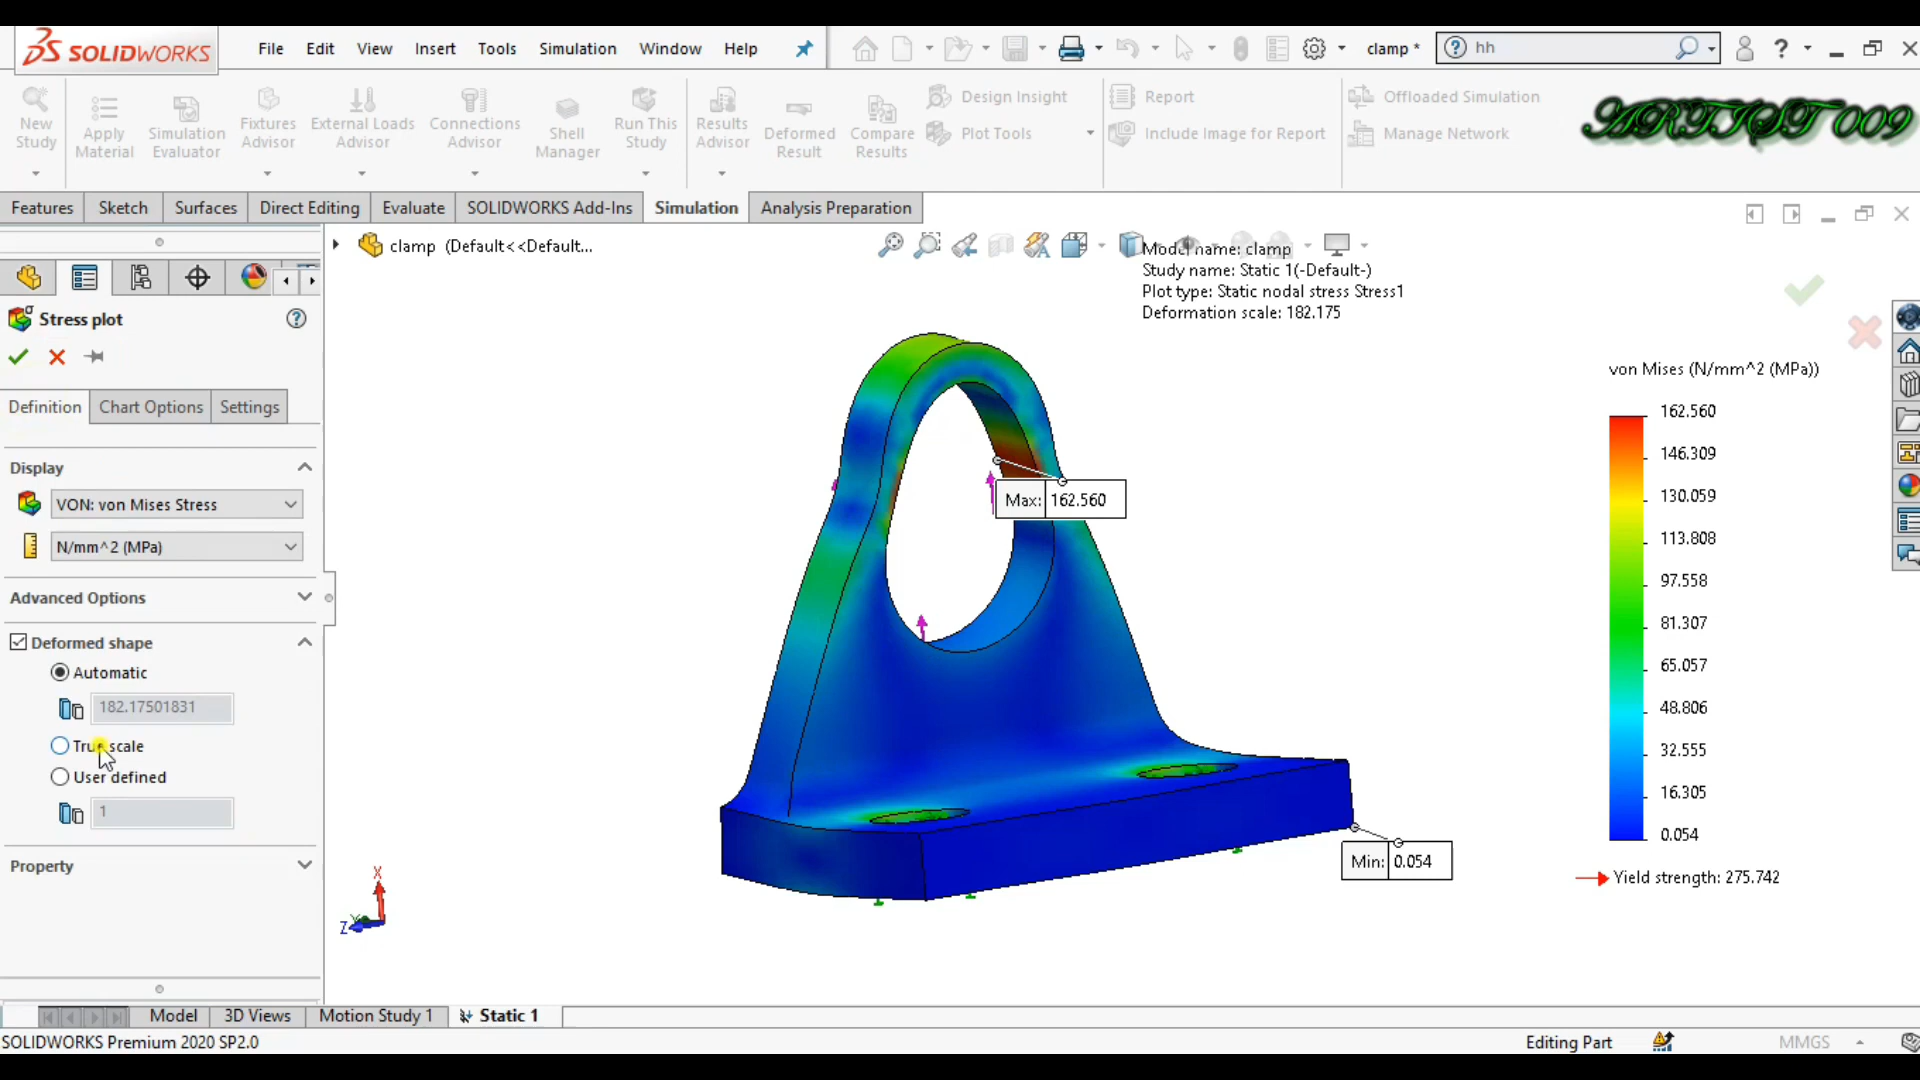 SOLIDWORKS
File Edit View Insert Tools Simulation Window Help
clamp * hh
New Study
Apply Material
Simulation Evaluator
Fixtures Advisor
External Loads Advisor
Connections Advisor
Shell Manager
Run This Study
Results Advisor
Deformed Result
Compare Results
Design Insight
Plot Tools
Report
Include Image for Report
Offloaded Simulation
Manage Network
ARTIST 009
Features Sketch Surfaces Direct Editing Evaluate SOLIDWORKS Add-Ins Simulation Analysis Preparation
clamp (Default<<Default...
Model name: clamp
Study name: Static 1(-Default-)
Plot type: Static nodal stress Stress1
Deformation scale: 182.175
Stress plot
Definition Chart Options Settings
Display
VON: von Mises Stress
N/mm^2 (MPa)
Advanced Options
Deformed shape
Automatic
182.17501831
True scale
User defined
1
Property
Max: 162.560
Min: 0.054
von Mises (N/mm^2 (MPa))
162.560
146.309
130.059
113.808
97.558
81.307
65.057
48.806
32.555
16.305
0.054
Yield strength: 275.742
X
Y
Z
Model 3D Views Motion Study 1 Static 1
SOLIDWORKS Premium 2020 SP2.0
Editing Part MMGS